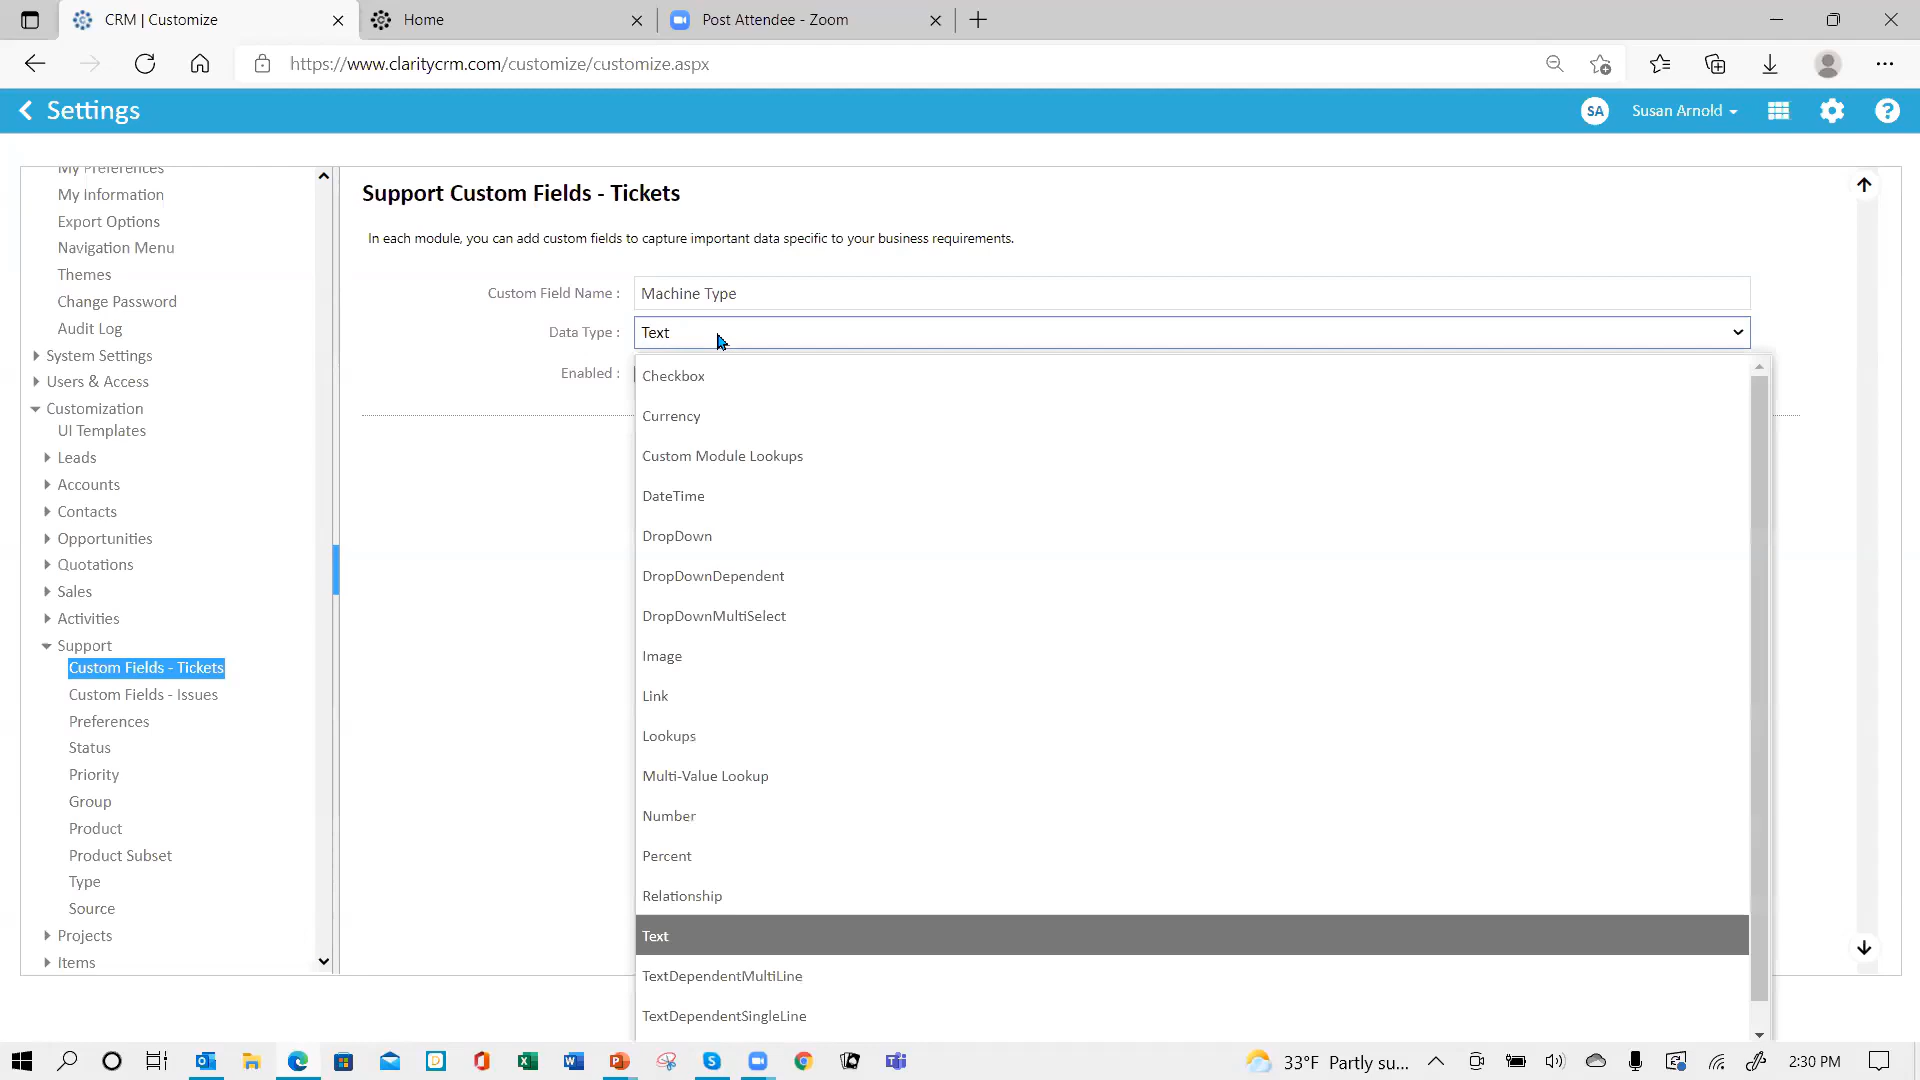 CRM | Customize
Home
Post Attendee - Zoom
https://www.claritycrm.com/customize/customize.aspx
Settings
SA
Susan Arnold
?
My Preferences
My Information
Export Options
Navigation Menu
Themes
Change Password
Audit Log
System Settings
Users & Access
Customization
UI Templates
Leads
Accounts
Contacts
Opportunities
Quotations
Sales
Activities
Support
Custom Fields - Tickets
Custom Fields - Issues
Preferences
Status
Priority
Group
Product
Product Subset
Type
Source
Projects
Items
Support Custom Fields - Tickets
In each module, you can add custom fields to capture important data specific to your business requirements.
Custom Field Name : Machine Type
Data Type : Text
Enabled :
Checkbox
Currency
Custom Module Lookups
DateTime
DropDown
DropDownDependent
DropDownMultiSelect
Image
Link
Lookups
Multi-Value Lookup
Number
Percent
Relationship
Text
TextDependentMultiLine
TextDependentSingleLine
33°F Partly su...
2:30 PM